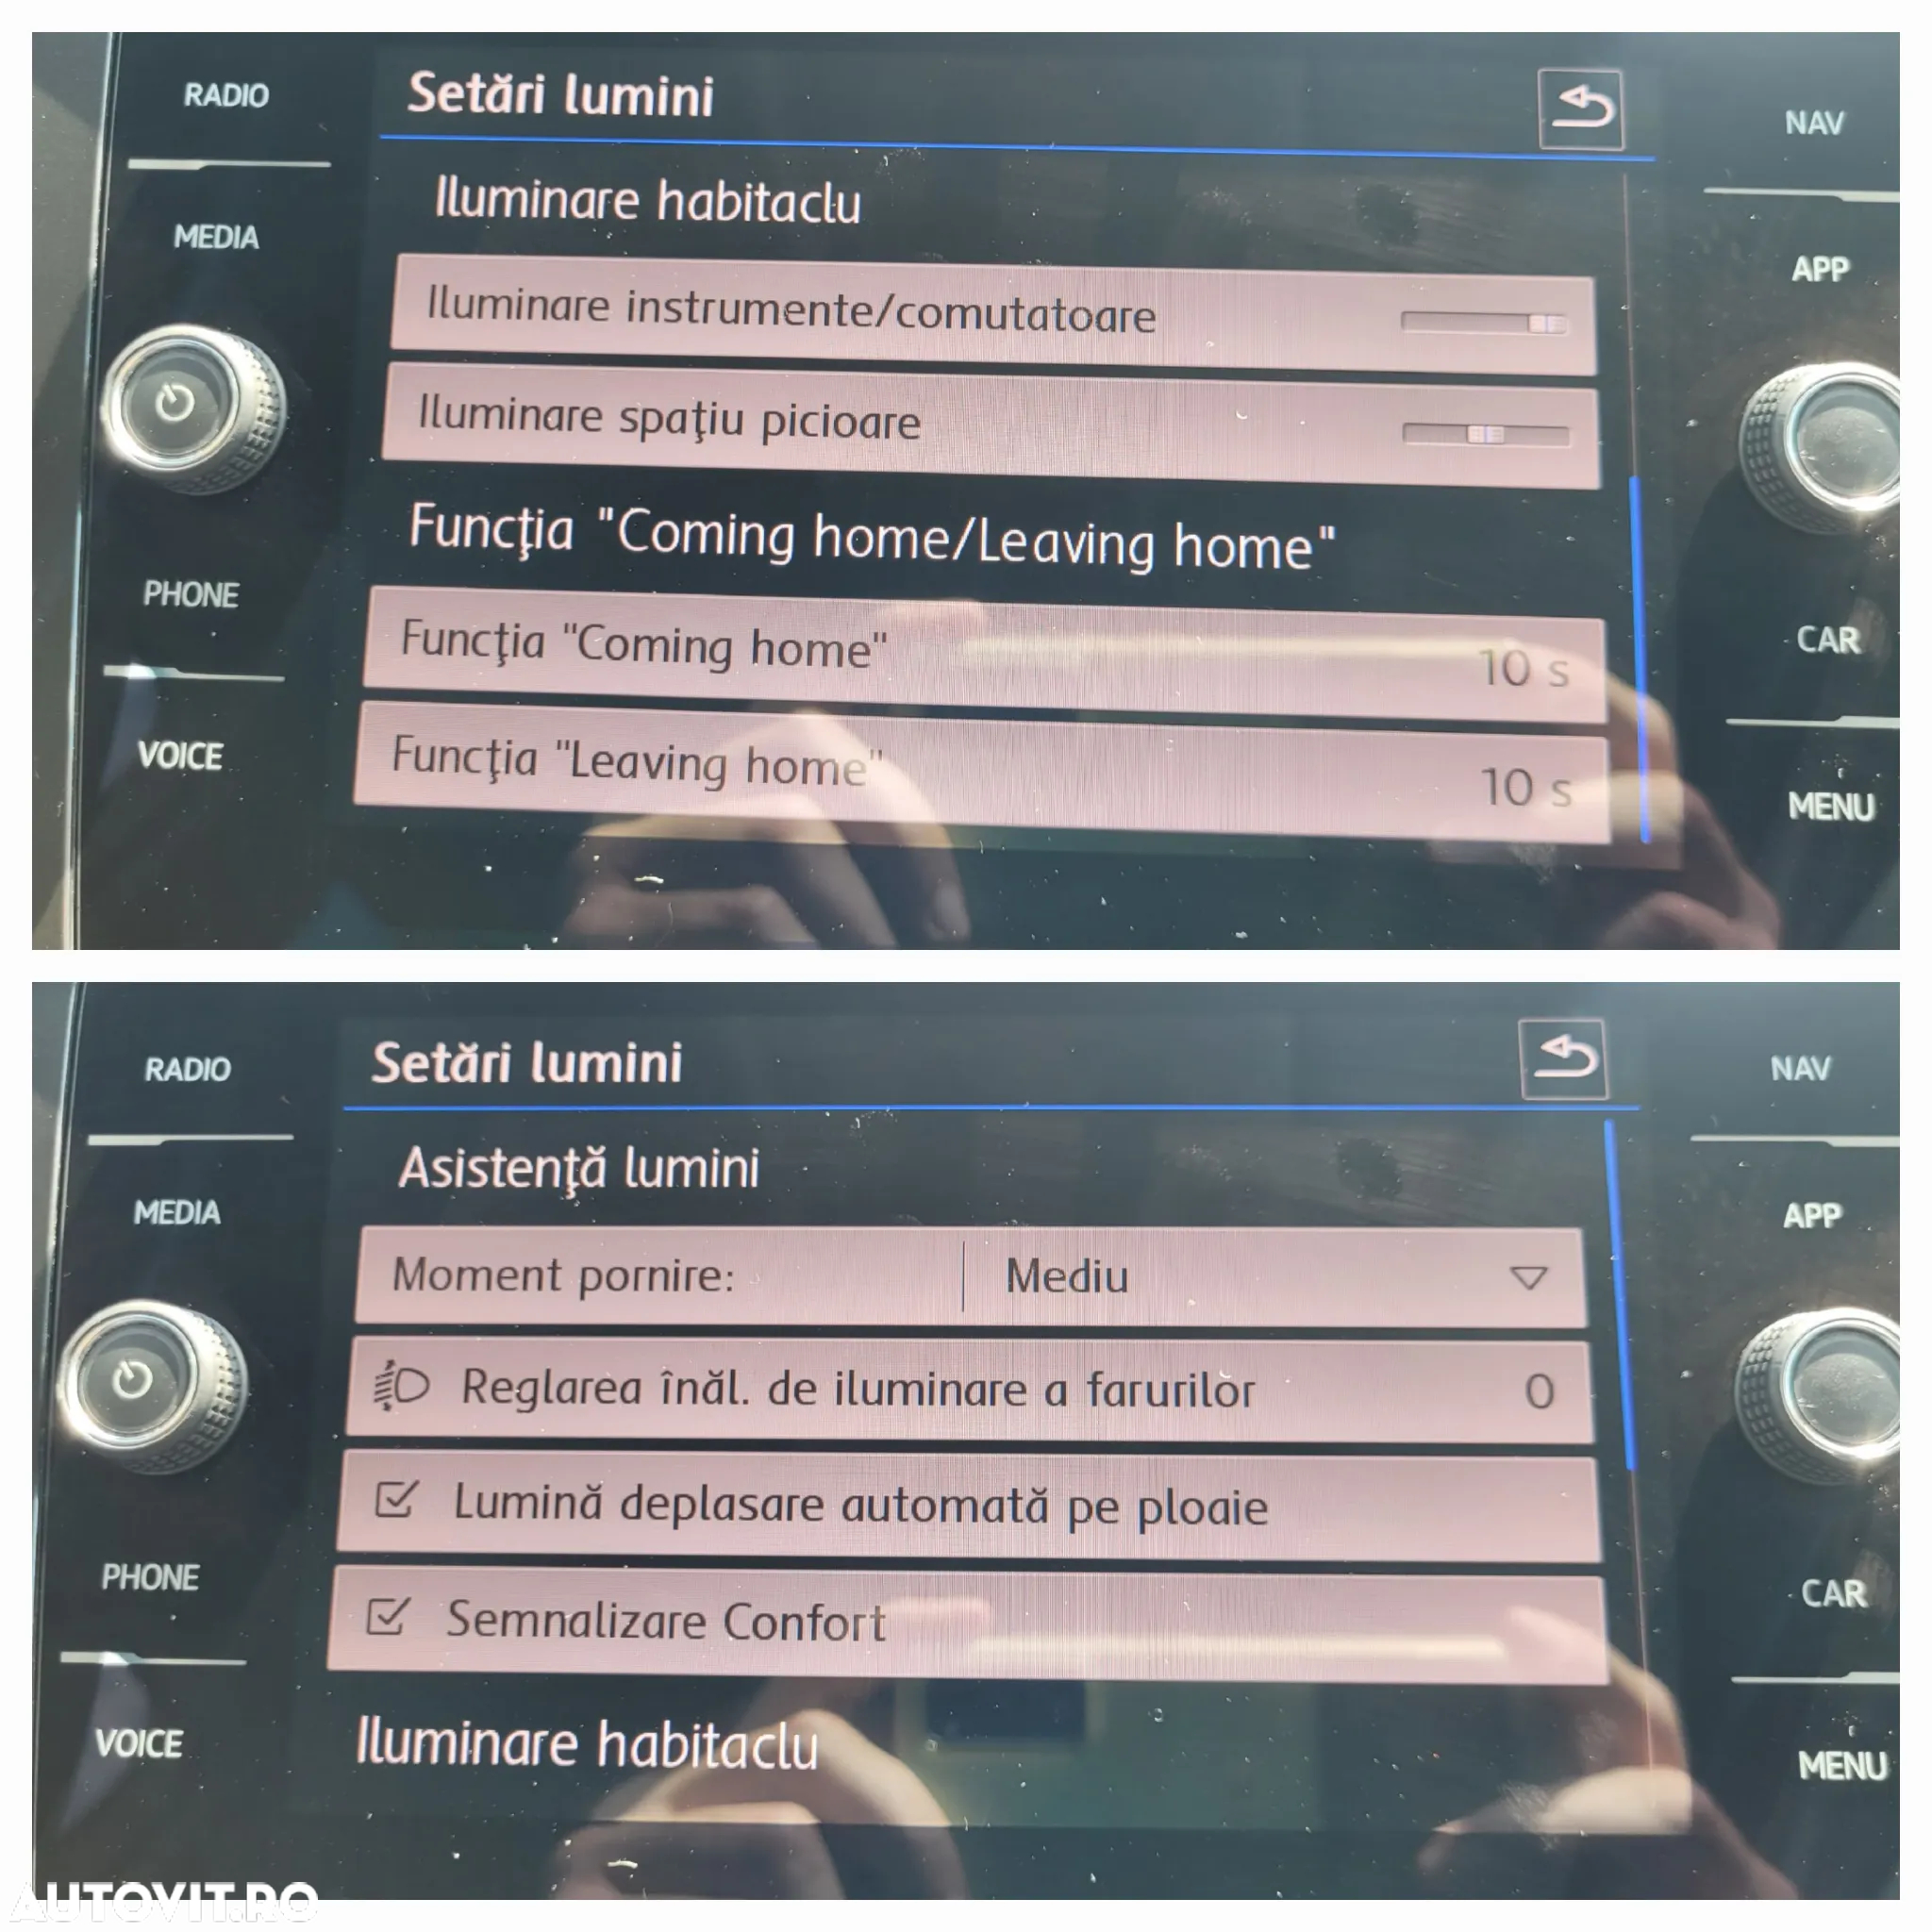 RADIO
MEDIA
PHONE
VOICE
Setări lumini
Iluminare habitaclu
Iluminare instrumente/comutatoare
Iluminare spaţiu picioare
Funcţia "Coming home/Leaving home"
Funcţia "Coming home" 10 s
Funcţia "Leaving home" 10 s
NAV
APP
CAR
MENU
RADIO
MEDIA
PHONE
VOICE
Setări lumini
Asistenţă lumini
Moment pornire: Mediu
Reglarea înăl. de iluminare a farurilor 0
Lumină deplasare automată pe ploaie
Semnalizare Confort
Iluminare habitaclu
NAV
APP
CAR
MENU
AUTOVIT.RO